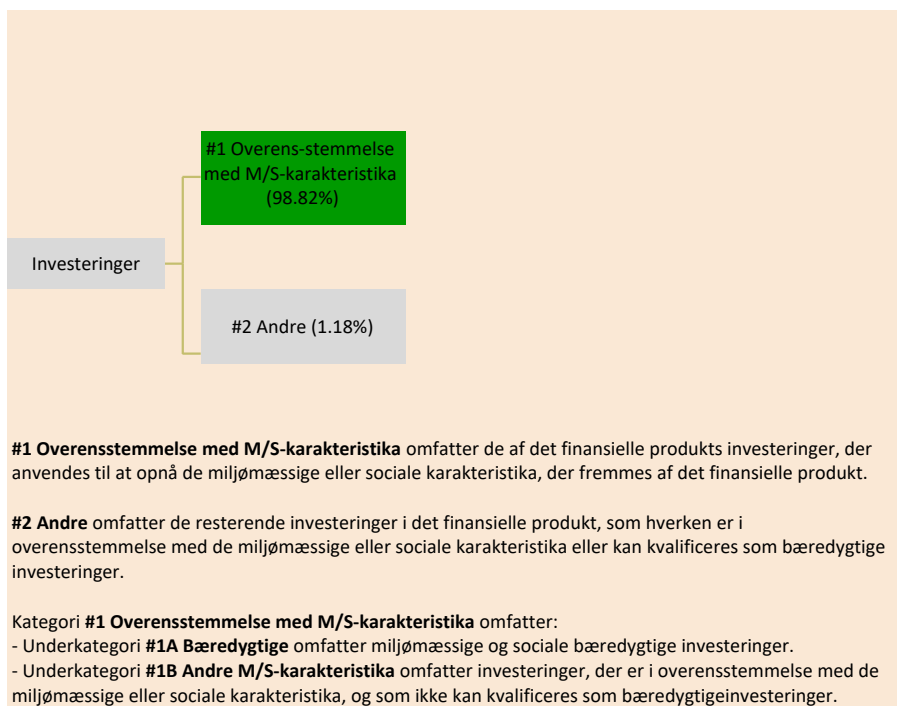 #1 Overens-stemmelse
med M/S-karakteristika
(98.82%)
Investeringer
#2 Andre (1.18%)
#1 Overensstemmelse med M/S-karakteristika omfatter de af det finansielle produkts investeringer, der
anvendes til at opnå de miljømæssige eller sociale karakteristika, der fremmes af det finansielle produkt.
#2 Andre omfatter de resterende investeringer i det finansielle produkt, som hverken er i
overensstemmelse med de miljømæssige eller sociale karakteristika eller kan kvalificeres som bæredygtige
investeringer.
Kategori #1 Overensstemmelse med M/S-karakteristika omfatter:
- Underkategori #1A Bæredygtige omfatter miljømæssige og sociale bæredygtige investeringer.
- Underkategori #1B Andre M/S-karakteristika omfatter investeringer, der er i overensstemmelse med de
miljømæssige eller sociale karakteristika, og som ikke kan kvalificeres som bæredygtigeinvesteringer.